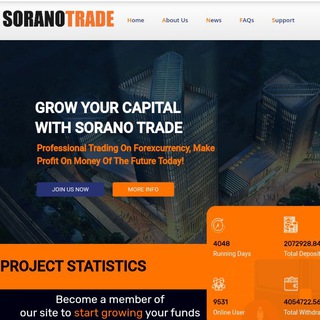 SORANOTRADE
Home About Us News FAQs Support
GROW YOUR CAPITAL
WITH SORANO TRADE
Professional Trading On Forexcurrency, Make
Profit On Money Of The Future Today!
JOIN US NOW MORE INFO
4048 2072928.84
Running Days Total Deposit
PROJECT STATISTICS
9531 4054722.56
Online User Total Withdra
Become a member of
our site to start growing your funds